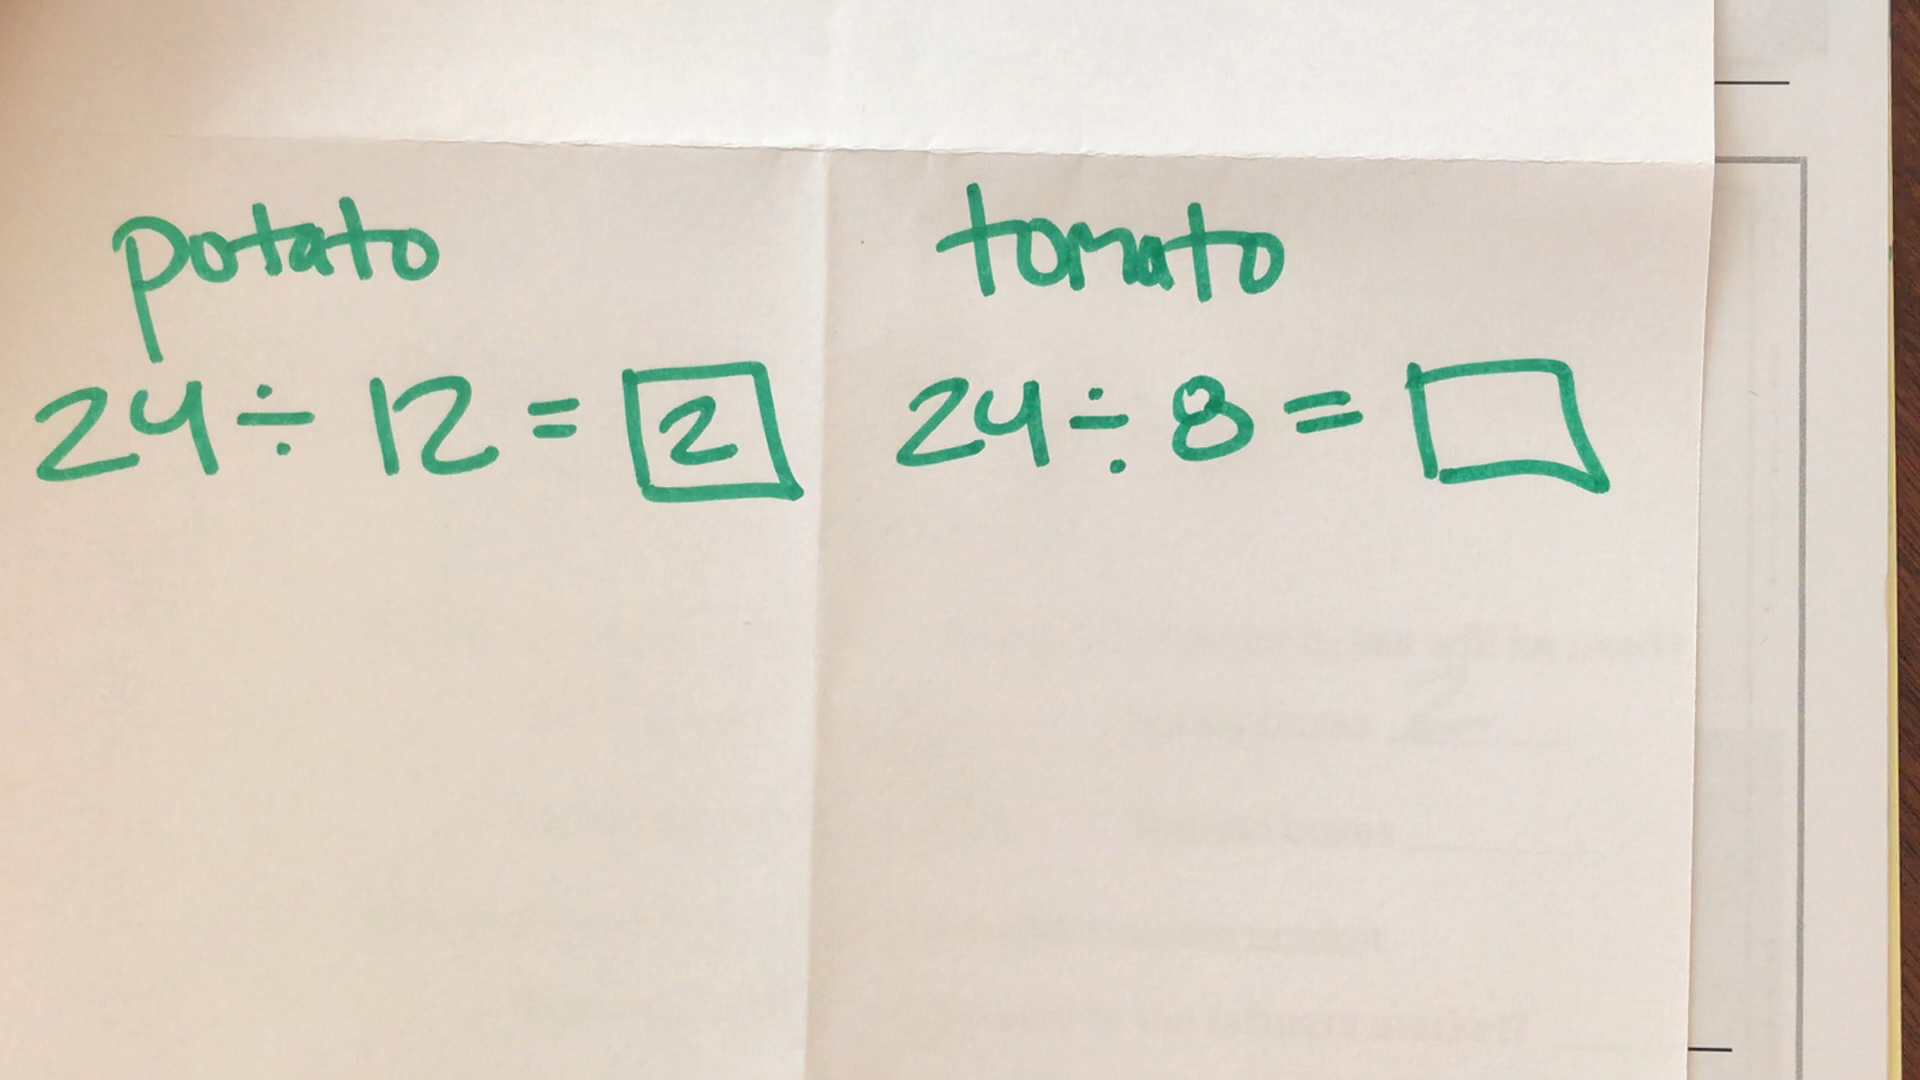 potato
24 ÷ 12 = 2
tomato
24 ÷ 8 =